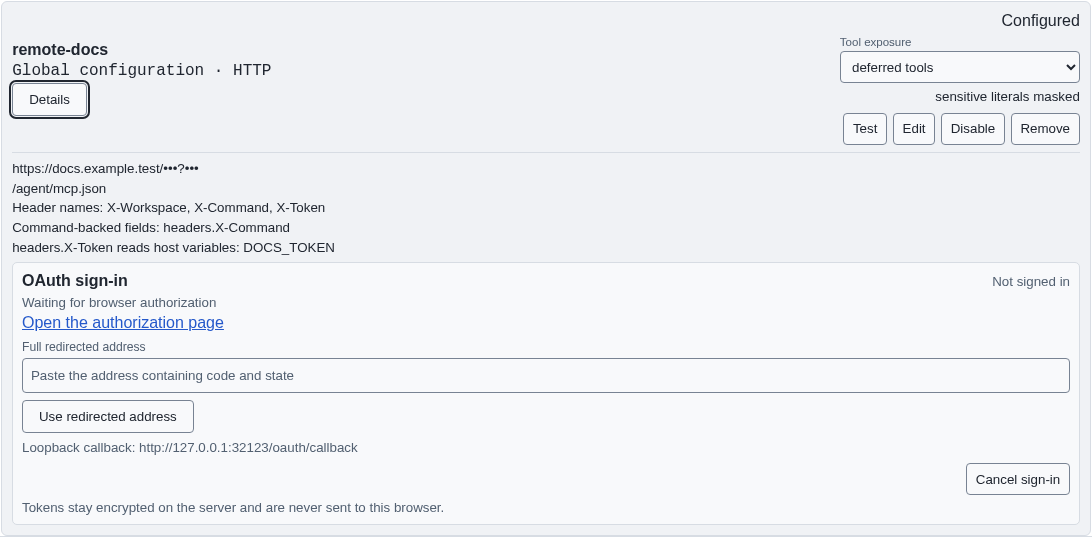 Configured
remote-docs
Global configuration · HTTP
Details
Tool exposure
deferred tools
sensitive literals masked
Test Edit Disable Remove
https://docs.example.test/•••?•••
/agent/mcp.json
Header names: X-Workspace, X-Command, X-Token
Command-backed fields: headers.X-Command
headers.X-Token reads host variables: DOCS_TOKEN
OAuth sign-in
Not signed in
Waiting for browser authorization
Open the authorization page
Full redirected address
Paste the address containing code and state
Use redirected address
Loopback callback: http://127.0.0.1:32123/oauth/callback
Cancel sign-in
Tokens stay encrypted on the server and are never sent to this browser.